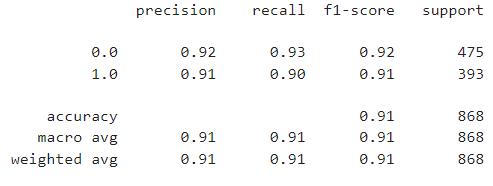 precision recall f1-score support
0.0 0.92 0.93 0.92 475
1.0 0.91 0.90 0.91 393
accuracy 0.91 868
macro avg 0.91 0.91 0.91 868
weighted avg 0.91 0.91 0.91 868